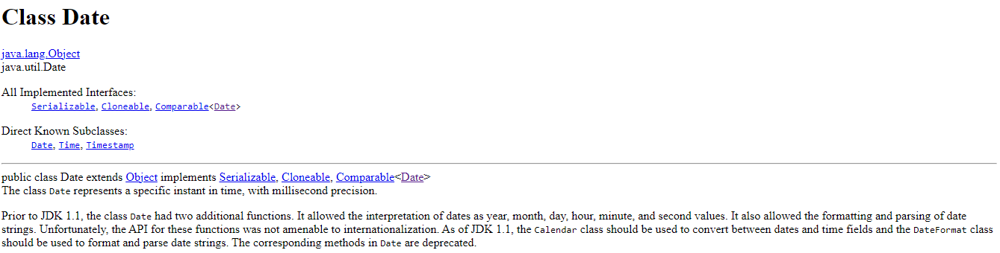 Class Date
java.lang.Object
java.util.Date
All Implemented Interfaces:
Serializable, Cloneable, Comparable<Date>
Direct Known Subclasses:
Date, Time, Timestamp
public class Date extends Object implements Serializable, Cloneable, Comparable<Date>
The class Date represents a specific instant in time, with millisecond precision.
Prior to JDK 1.1, the class Date had two additional functions. It allowed the interpretation of dates as year, month, day, hour, minute, and second values. It also allowed the formatting and parsing of date
strings. Unfortunately, the API for these functions was not amenable to internationalization. As of JDK 1.1, the Calendar class should be used to convert between dates and time fields and the DateFormat class
should be used to format and parse date strings. The corresponding methods in Date are deprecated.